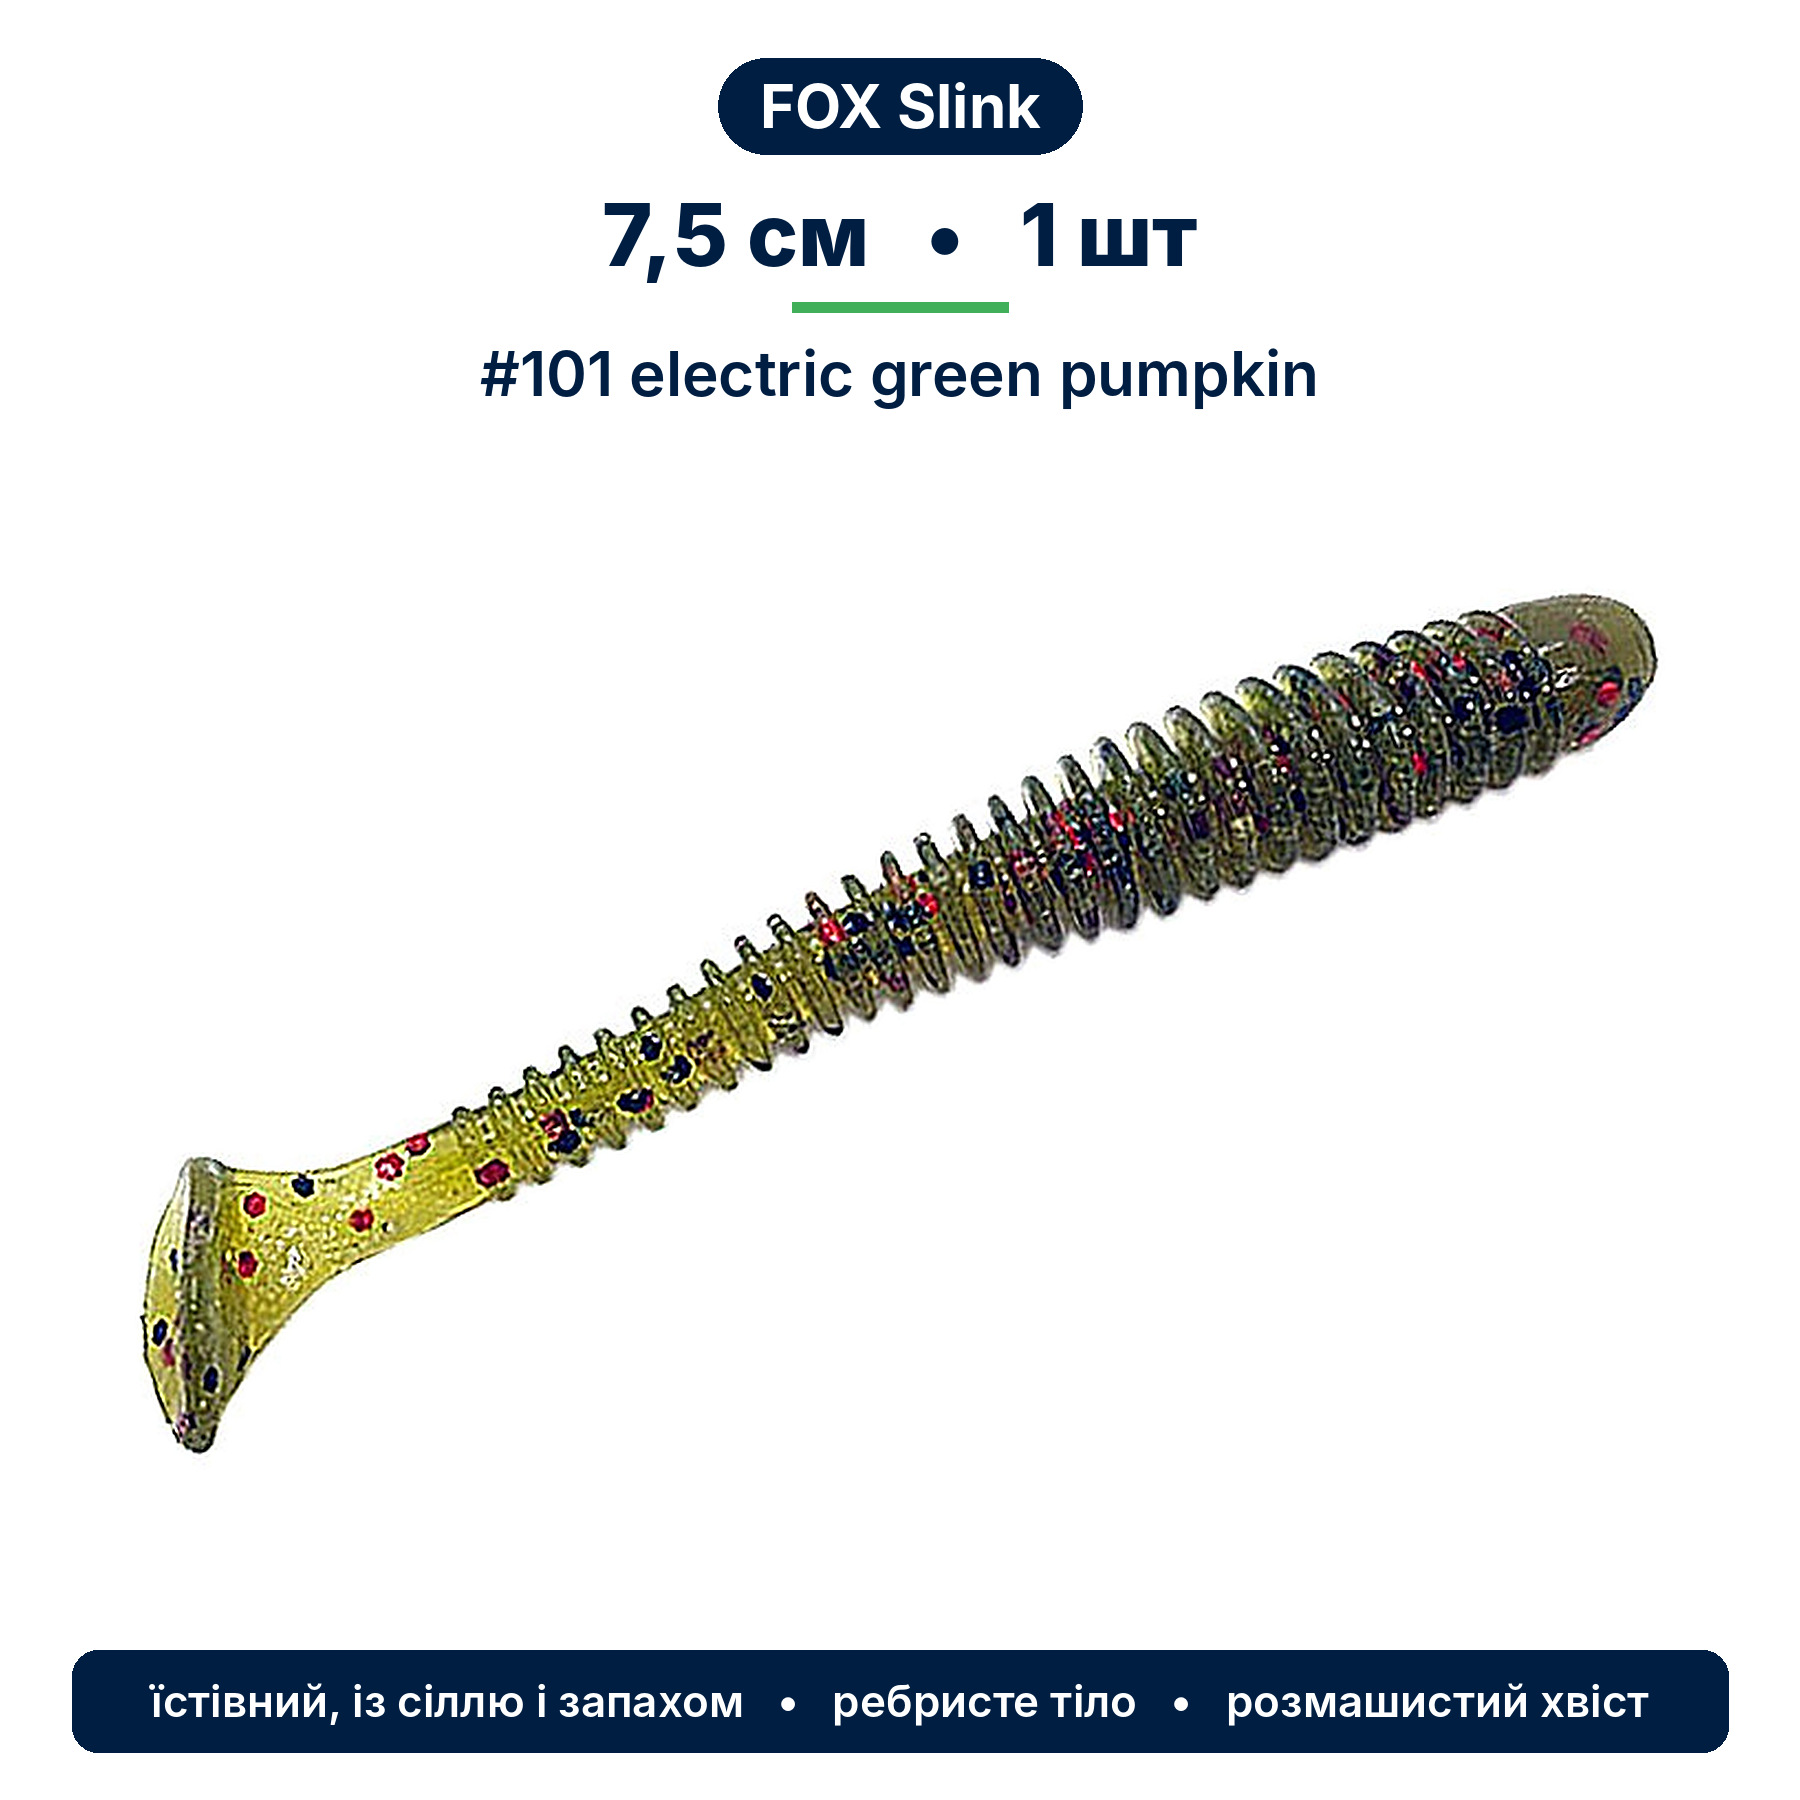 FOX Slink
7,5 см • 1 шт
#101 electric green pumpkin
їстівний, із сіллю і запахом • ребристе тіло • розмашистий хвіст